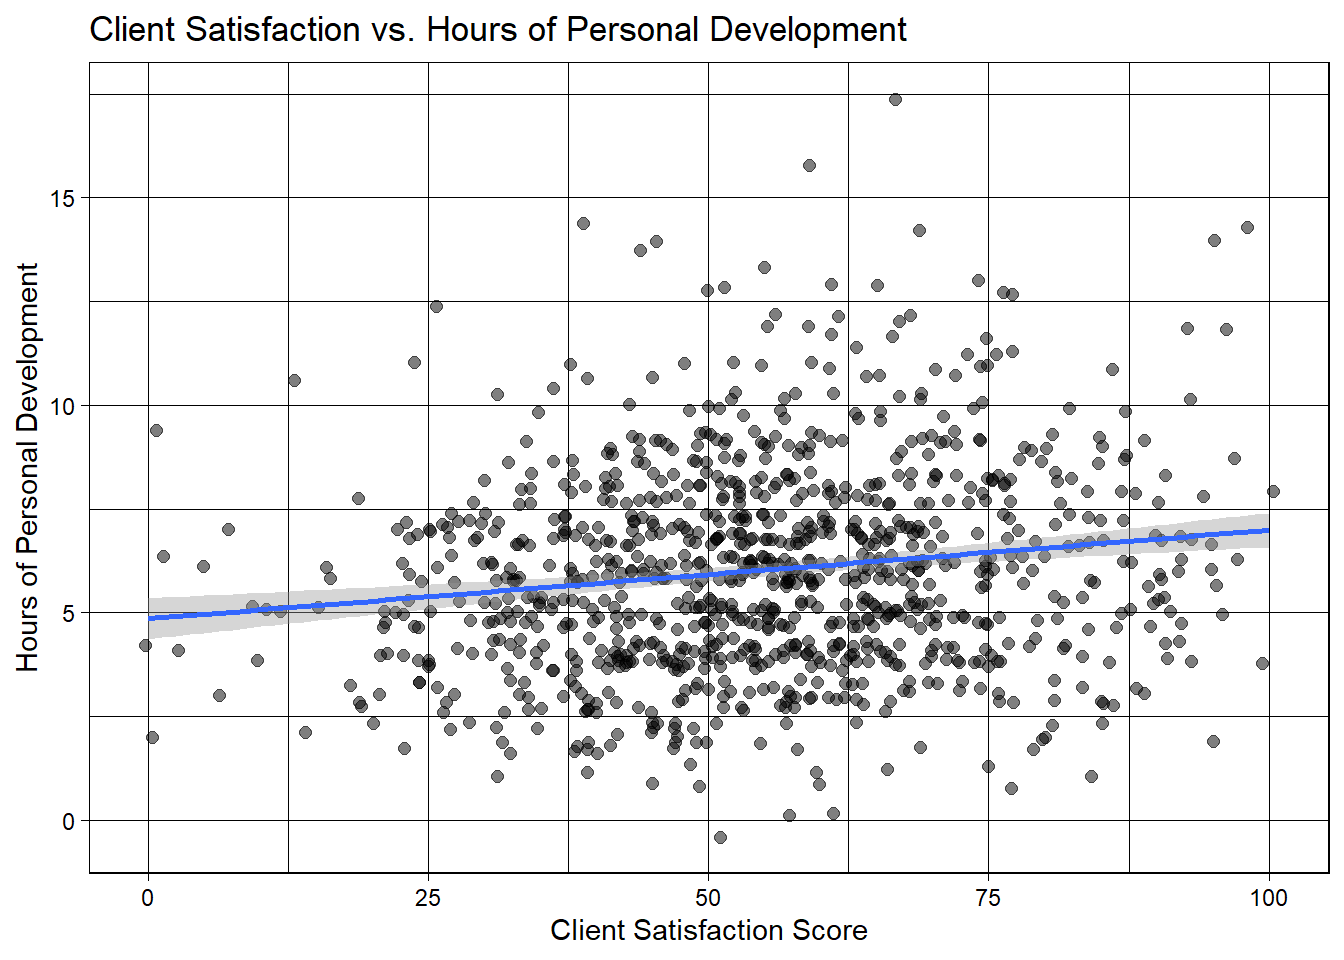 Client Satisfaction vs. Hours of Personal Development
Hours of Personal Development
15
10
5
0
0 25 50 75 100
Client Satisfaction Score